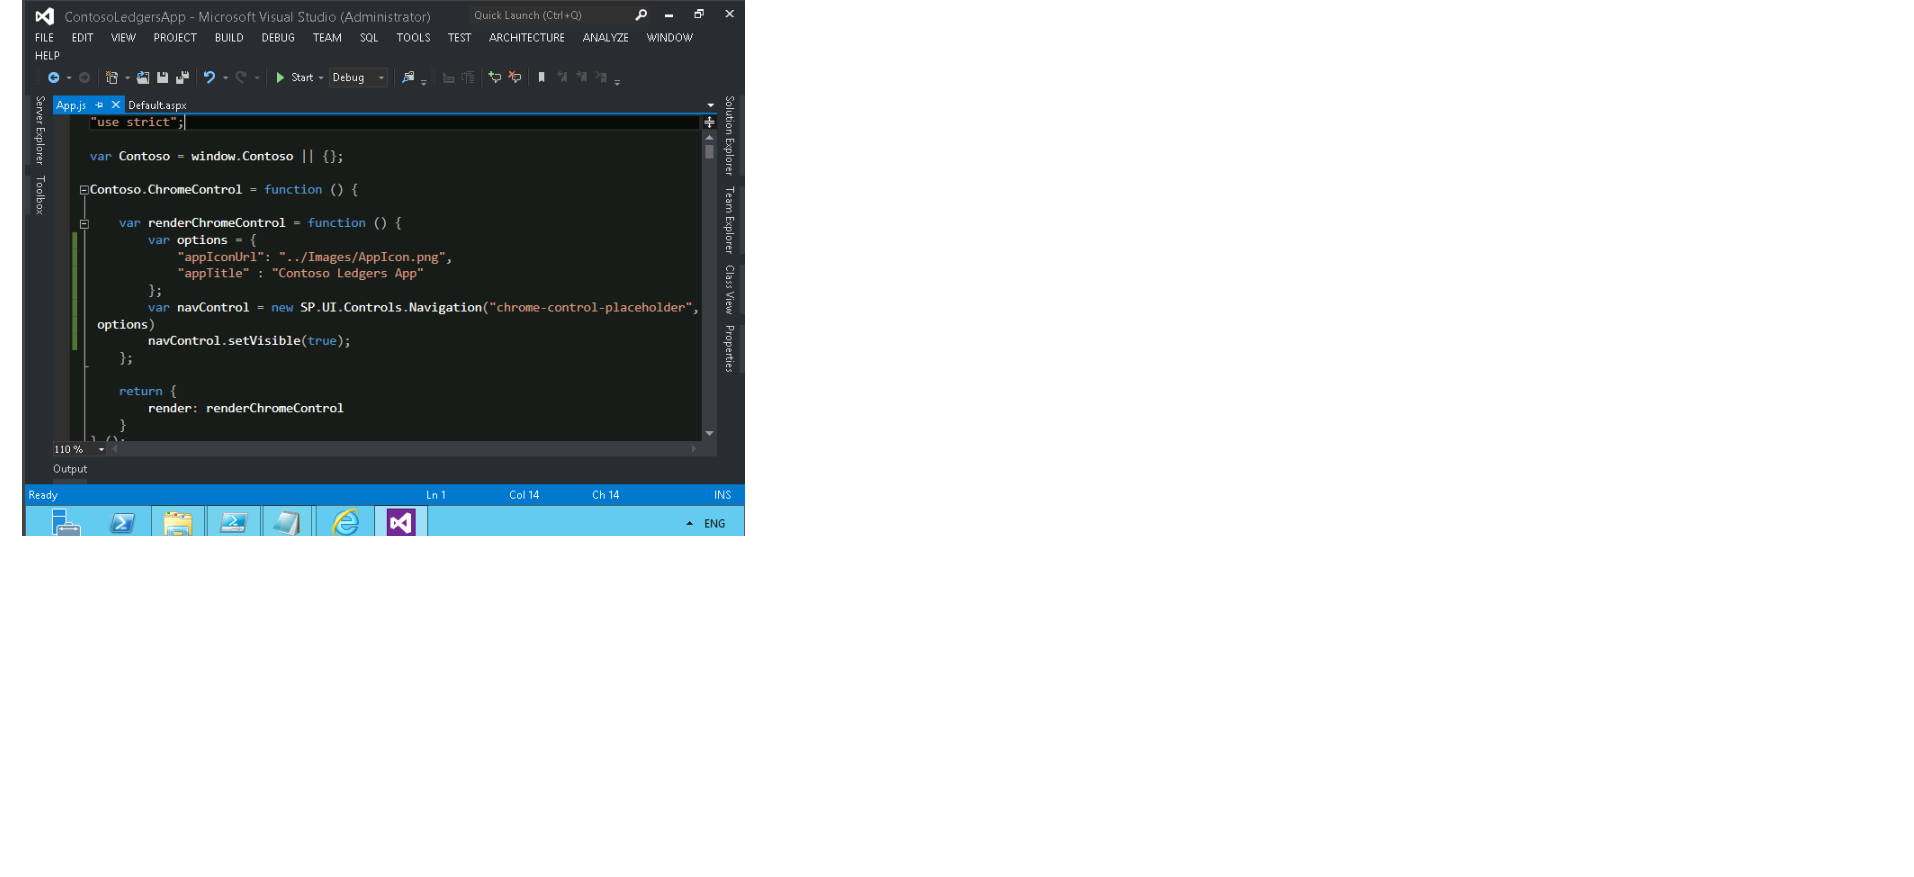 ContosoLedgersApp - Microsoft Visual Studio (Administrator)
Quick Launch (Ctrl+Q)
FILE EDIT VIEW PROJECT BUILD DEBUG TEAM SQL TOOLS TEST ARCHITECTURE ANALYZE WINDOW
HELP
Start Debug
Server Explorer
Toolbox
App.js Default.aspx
"use strict";
var Contoso = window.Contoso || {};
Contoso.ChromeControl = function () {
var renderChromeControl = function () {
var options = {
"appIconUrl": "../Images/AppIcon.png",
"appTitle" : "Contoso Ledgers App"
};
var navControl = new SP.UI.Controls.Navigation("chrome-control-placeholder",
options)
navControl.setVisible(true);
};
return {
render: renderChromeControl
}
} ();
110 %
Solution Explorer
Team Explorer
Class View
Properties
Output
Ready Ln 1 Col 14 Ch 14 INS
ENG